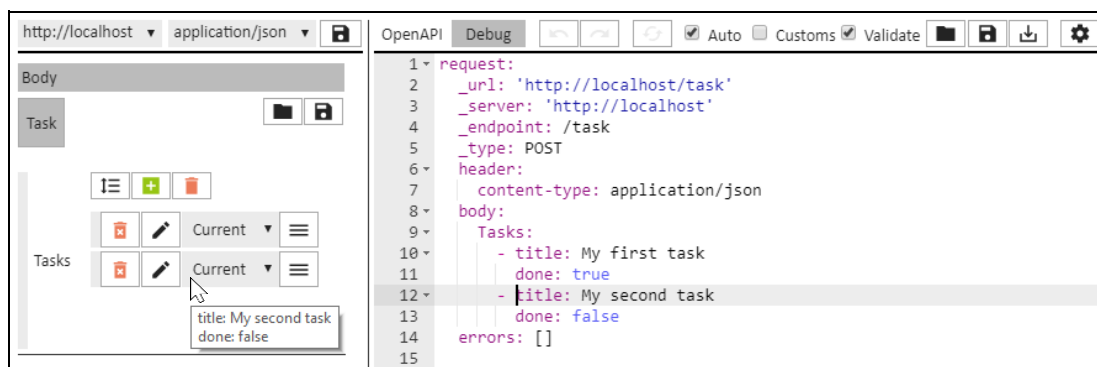 http://localhost ▼ application/json ▼
Body
Task
Tasks
Current ▼
Current ▼
title: My second task
done: false
OpenAPI Debug Auto Customs Validate
1 request:
2 _url: 'http://localhost/task'
3 _server: 'http://localhost'
4 _endpoint: /task
5 _type: POST
6 header:
7 content-type: application/json
8 body:
9 Tasks:
10 - title: My first task
11 done: true
12 - title: My second task
13 done: false
14 errors: []
15